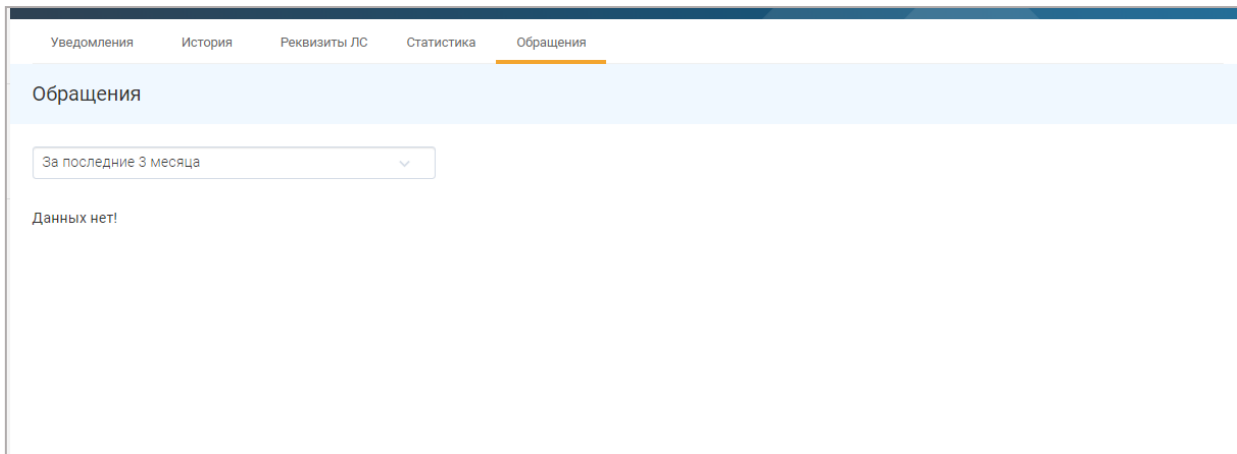 Уведомления История Реквизиты ЛС Статистика Обращения
Обращения
За последние 3 месяца
Данных нет!